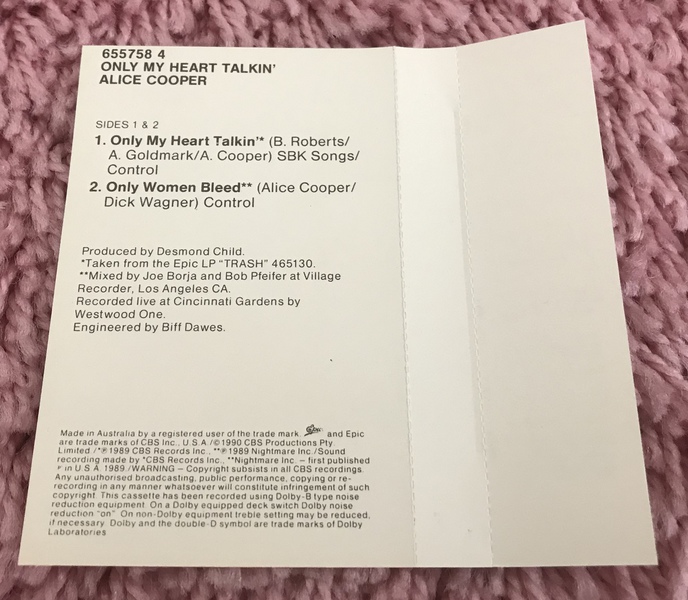 655758 4
ONLY MY HEART TALKIN'
ALICE COOPER
SIDES 1 & 2
1. Only My Heart Talkin'* (B. Roberts/
A. Goldmark/A. Cooper) SBK Songs/
Control
2. Only Women Bleed** (Alice Cooper/
Dick Wagner) Control
Produced by Desmond Child.
*Taken from the Epic LP "TRASH" 465130.
**Mixed by Joe Borja and Bob Pfeifer at Village
Recorder, Los Angeles CA.
Recorded live at Cincinnati Gardens by
Westwood One.
Engineered by Biff Dawes.
Made in Australia by a registered user of the trade mark. Epic and Epic
are trade marks of CBS Inc., U.S.A./© 1990 CBS Productions Pty
Limited /*℗ 1989 CBS Records Inc., **℗ 1989 Nightmare Inc./Sound
recording made by *CBS Records Inc., **Nightmare Inc. – first published
in U.S.A. 1989./WARNING – Copyright subsists in all CBS recordings.
Any unauthorised broadcasting, public performance, copying or re-
recording in any manner whatsoever will constitute infringement of such
copyright. This cassette has been recorded using Dolby-B type noise
reduction equipment. On a Dolby equipped deck switch Dolby noise
reduction "on". On non-Dolby equipment treble setting may be reduced,
if necessary. Dolby and the double-D symbol are trade marks of Dolby
Laboratories